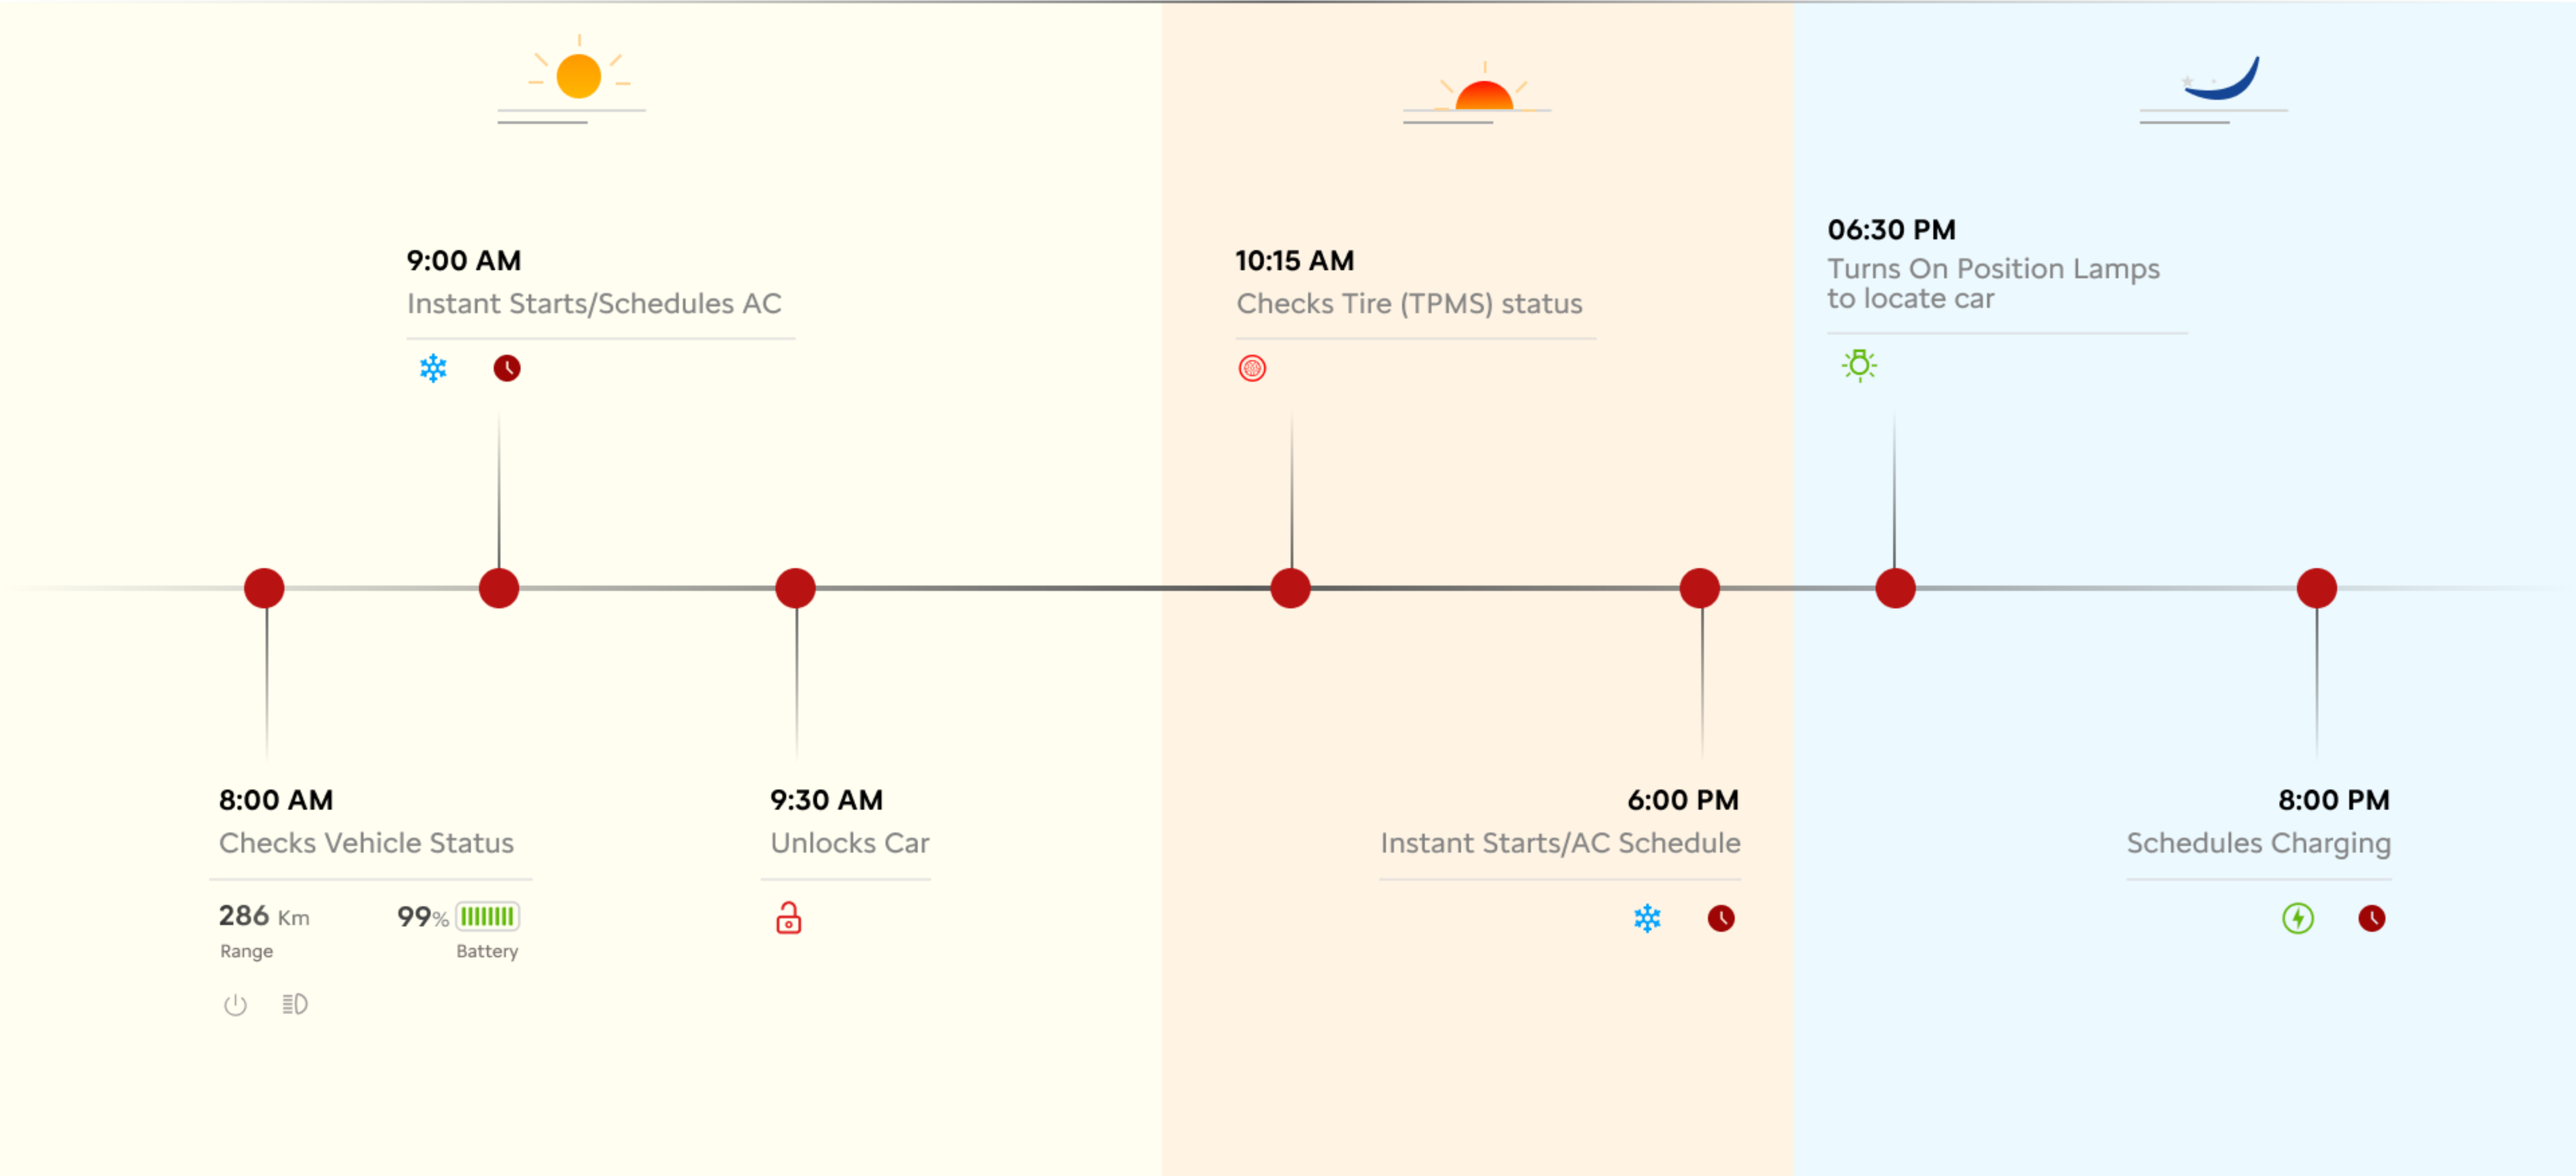 9:00 AM
Instant Starts/Schedules AC
10:15 AM
Checks Tire (TPMS) status
06:30 PM
Turns On Position Lamps
to locate car
8:00 AM
Checks Vehicle Status
286 Km
Range
99%
Battery
9:30 AM
Unlocks Car
6:00 PM
Instant Starts/AC Schedule
8:00 PM
Schedules Charging